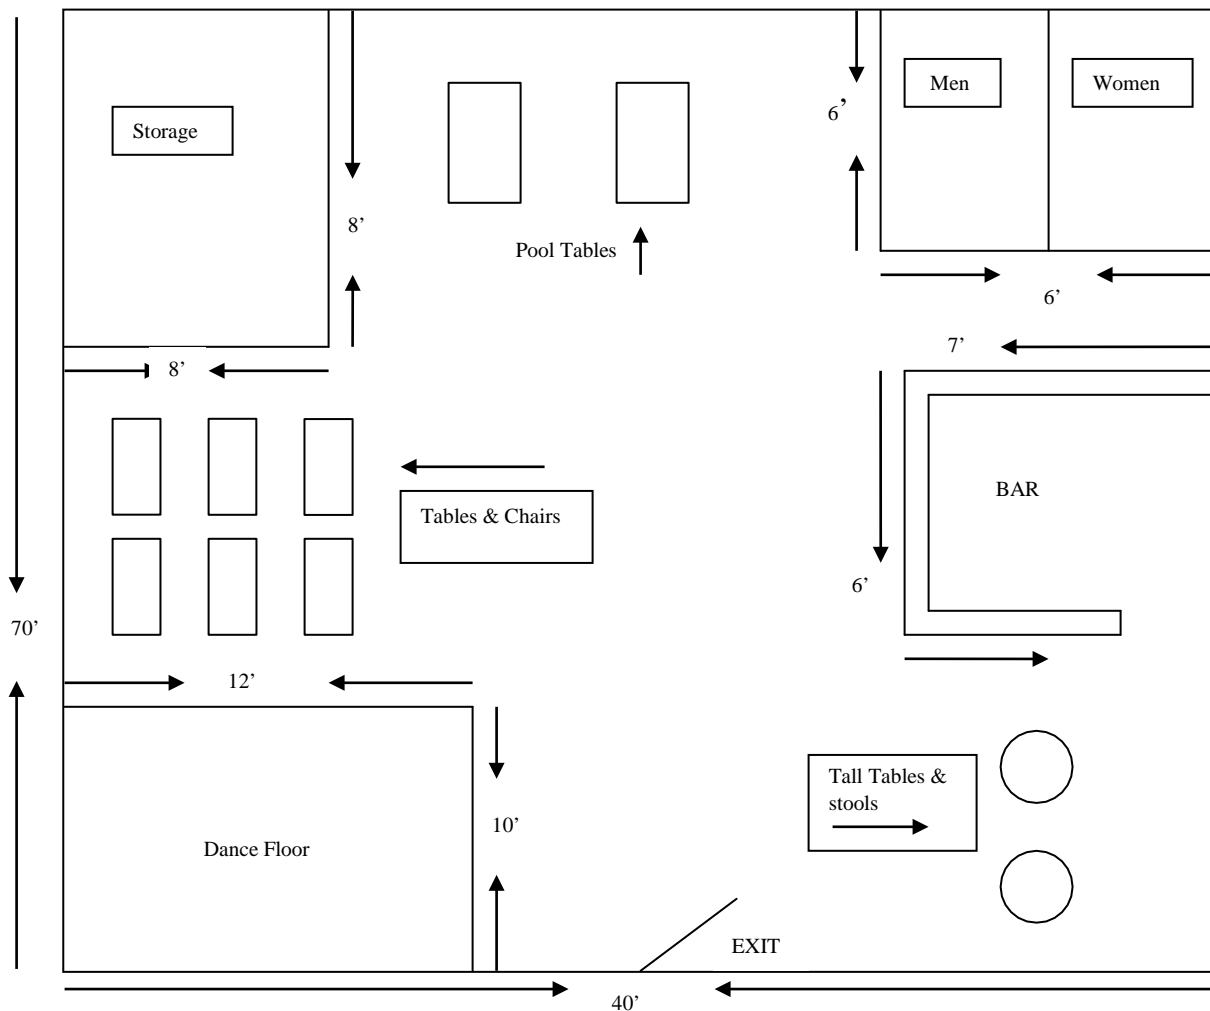 Men
Women
6’
Storage
8’
Pool Tables
6’
7’
8’
BAR
Tables & Chairs
6’
70’
12’
Tall Tables &
stools
10’
Dance Floor
EXIT
40’